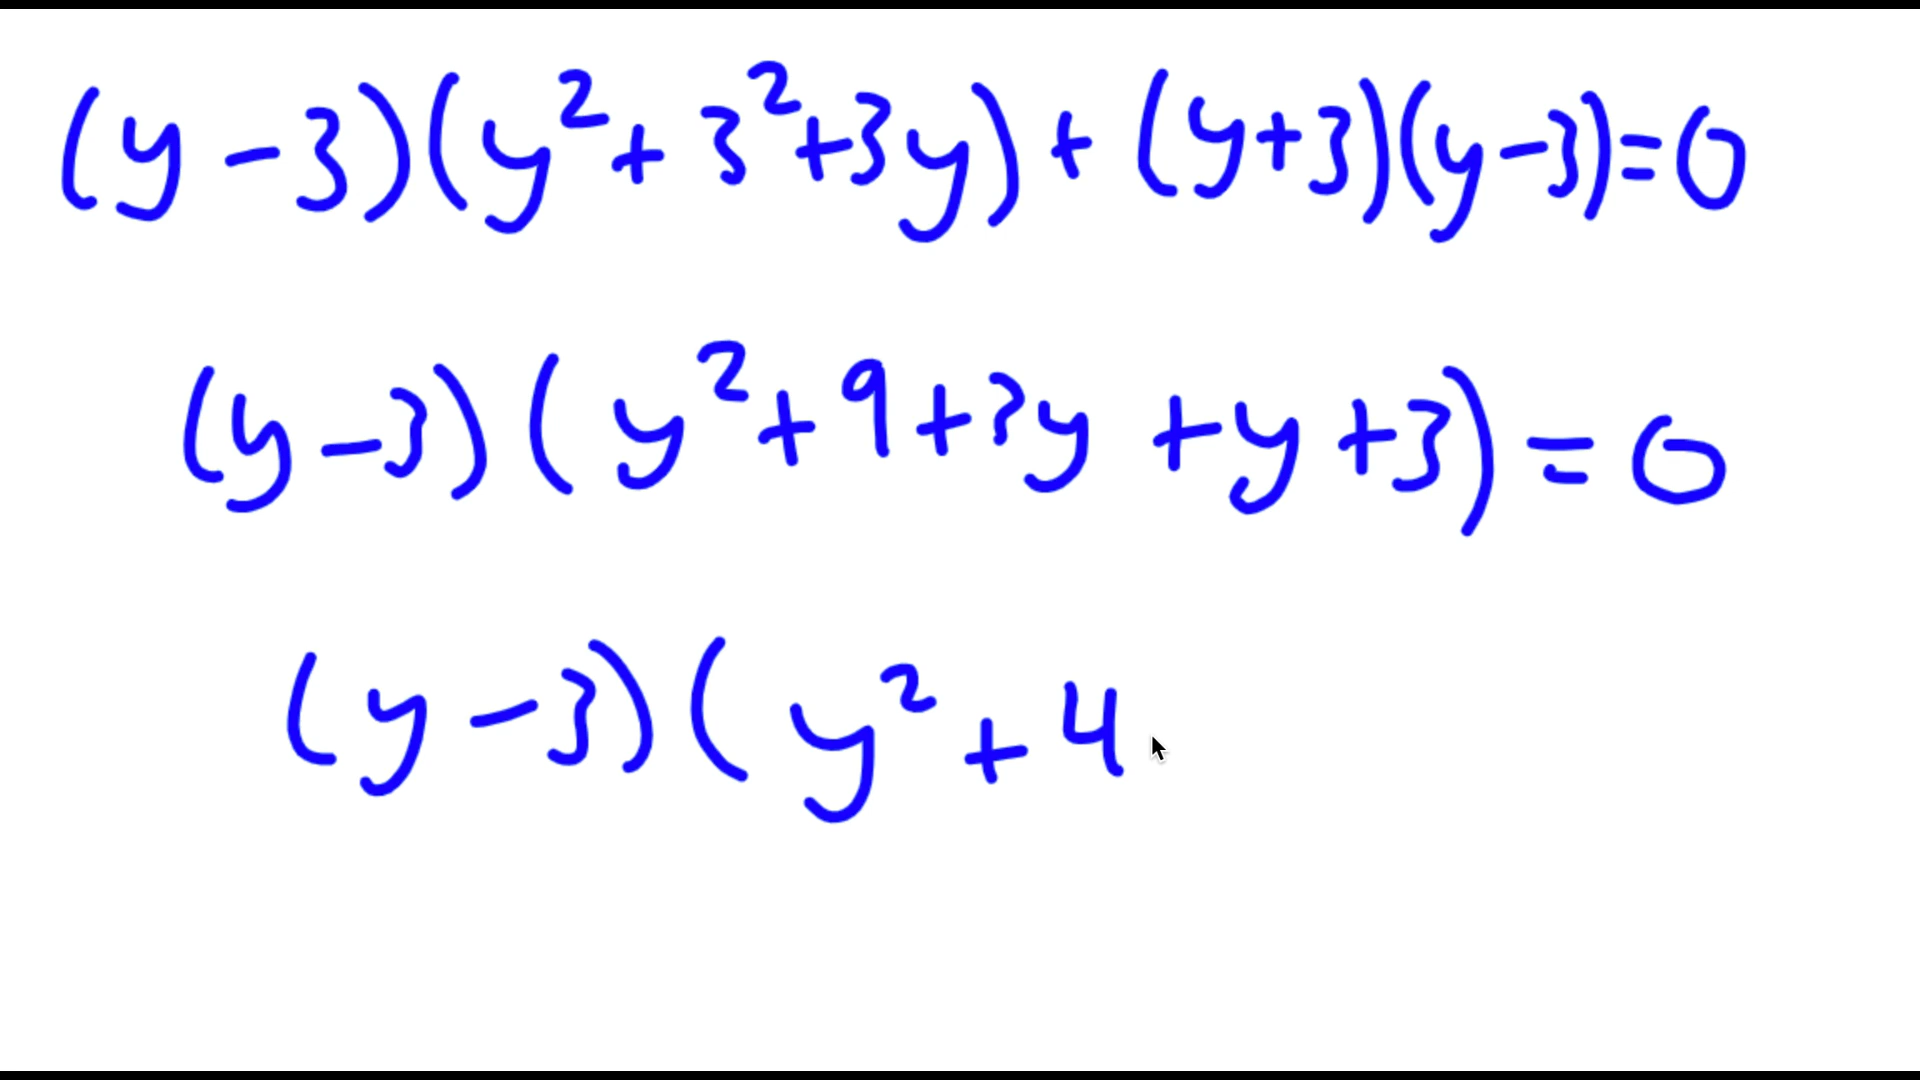 (y - 3)(y² + 3² + 3y) + (y + 3)(y - 3) = 0
(y - 3)(y² + 9 + 3y + y + 3) = 0
(y - 3)(y² + 4